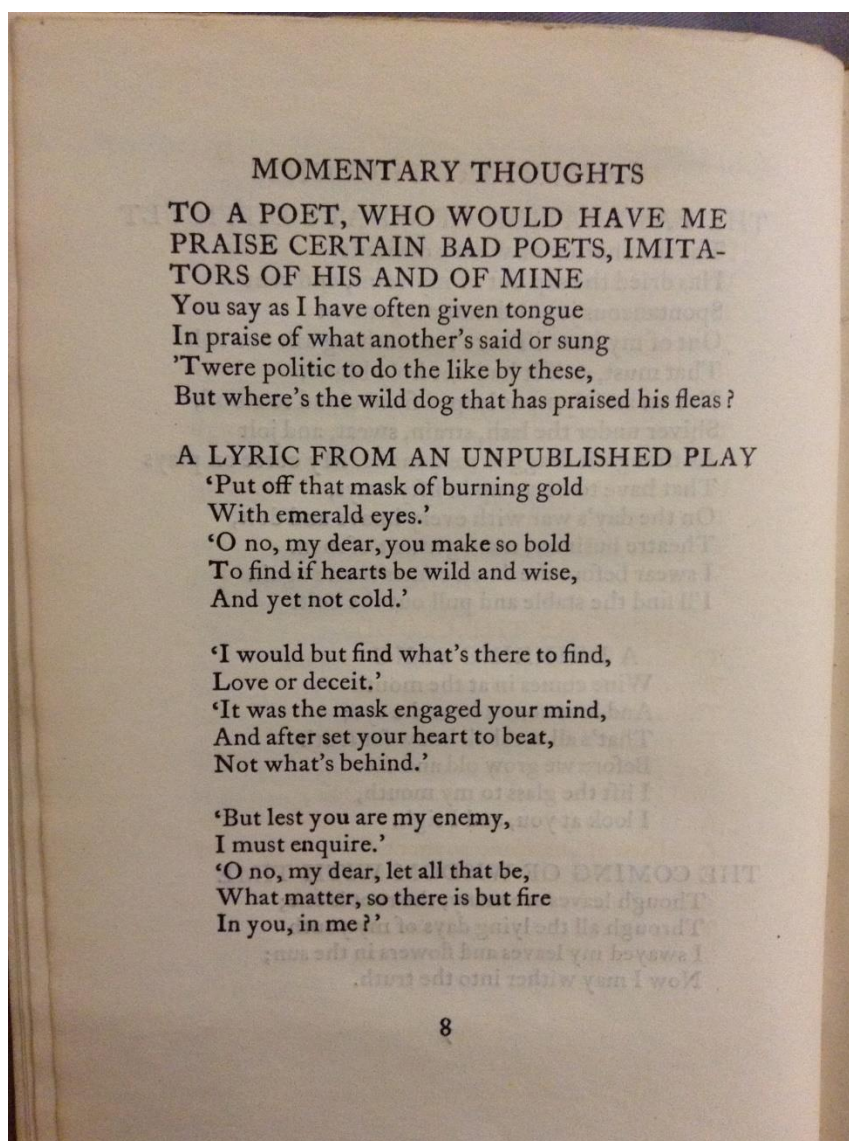 MOMENTARY THOUGHTS
TO A POET, WHO WOULD HAVE ME
PRAISE CERTAIN BAD POETS, IMITA-
TORS OF HIS AND OF MINE
You say as I have often given tongue
In praise of what another's said or sung
'Twere politic to do the like by these,
But where's the wild dog that has praised his fleas?
A LYRIC FROM AN UNPUBLISHED PLAY
‘Put off that mask of burning gold
With emerald eyes.’
‘O no, my dear, you make so bold
To find if hearts be wild and wise,
And yet not cold.’
‘I would but find what's there to find,
Love or deceit.’
‘It was the mask engaged your mind,
And after set your heart to beat,
Not what's behind.’
‘But lest you are my enemy,
I must enquire.’
‘O no, my dear, let all that be,
What matter, so there is but fire
In you, in me?’
8